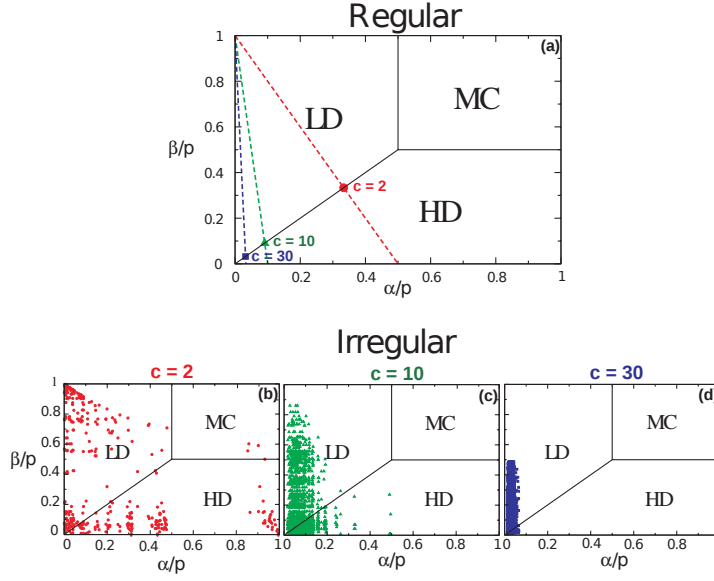 Regular
1
(a)
0.8
LD
MC
0.6
β/p
0.4
c = 2
HD
0.2
c = 10
c = 30
0
0
0.2
0.4
0.6
0.8
1
α/p
Irregular
c = 2
c = 10
c = 30
1
(b)
(c)
(d)
0.8
MC
MC
MC
0.6
LD
LD
LD
β/p
0.4
HD
HD
HD
0.2
0
0 0.2 0.4 0.6 0.8 10 0.2 0.4 0.6 0.8 10 0.2 0.4 0.6 0.8 1
α/p
α/p
α/p